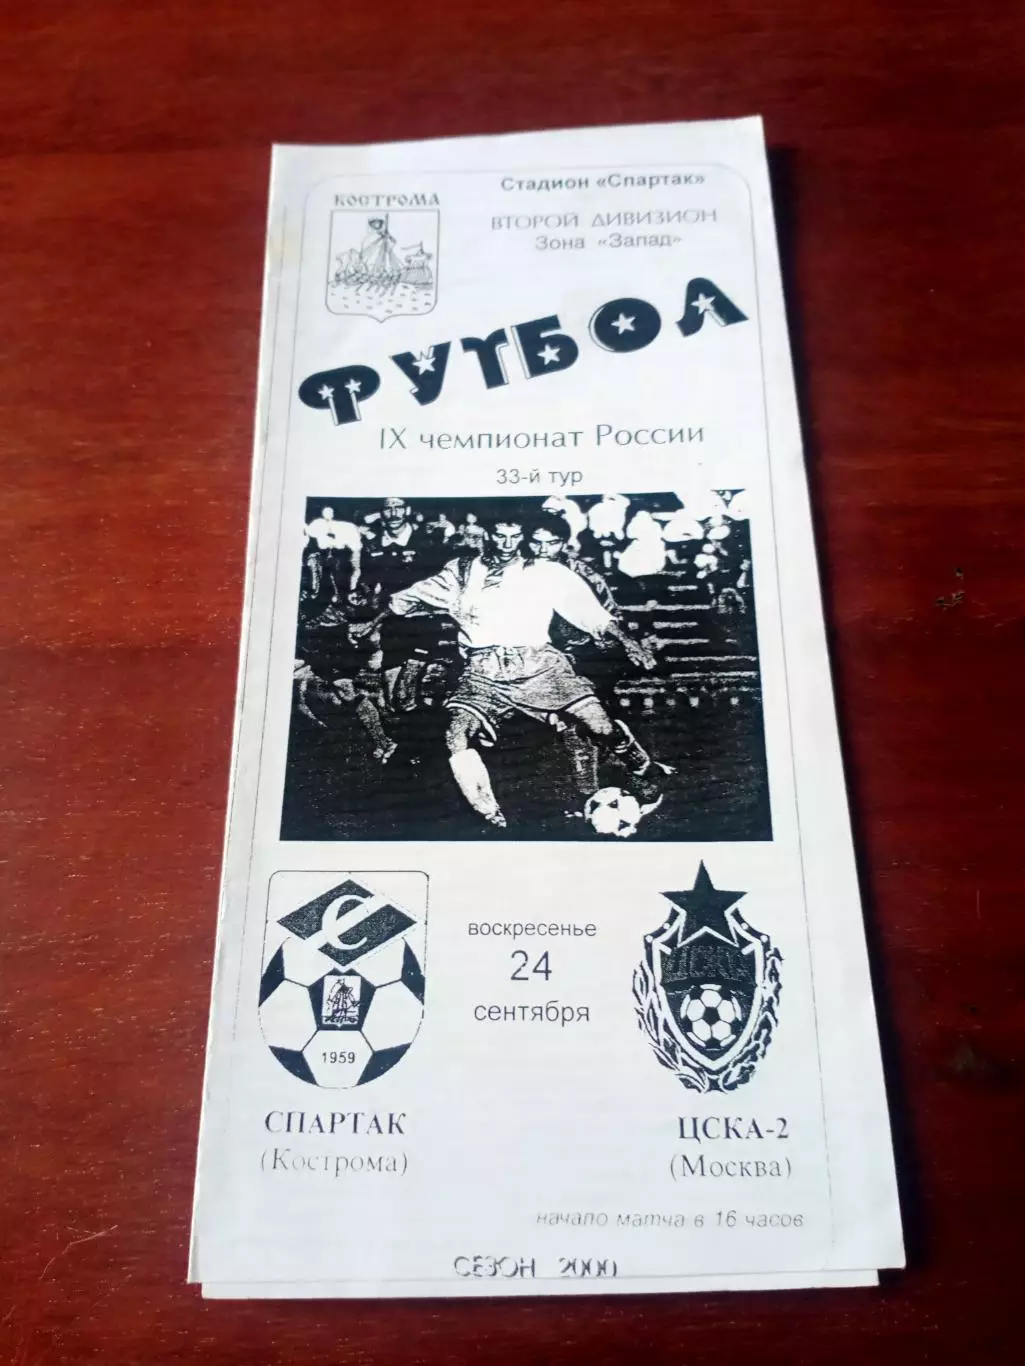 Стадион «Спартак»
КОСТРОМА
ВТОРОЙ ДИВИЗИОН
Зона «Запад»
ФУТБОЛ
IX чемпионат России
33-й тур
воскресенье
24
сентября
С
1959
ЦСКА
СПАРТАК
(Кострома)
ЦСКА-2
(Москва)
начало матча в 16 часов
СЕЗОН 2000